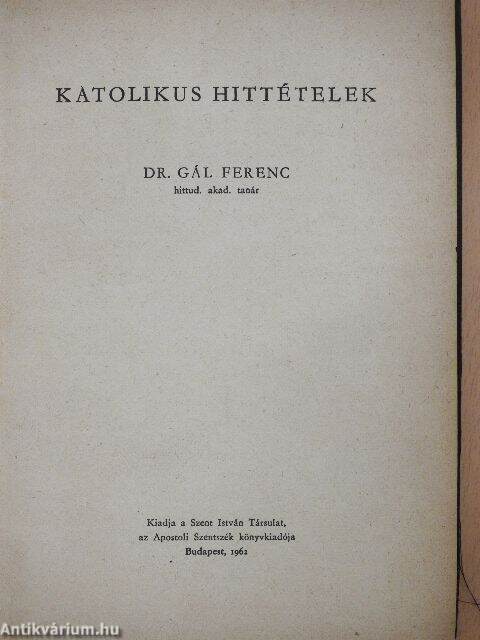 KATOLIKUS HITTÉTELEK
DR. GÁL FERENC
hittud. akad. tanár
Kiadja a Szent István Társulat,
az Apostoli Szentszék könyvkiadója
Budapest, 1962
Antikvárium.hu